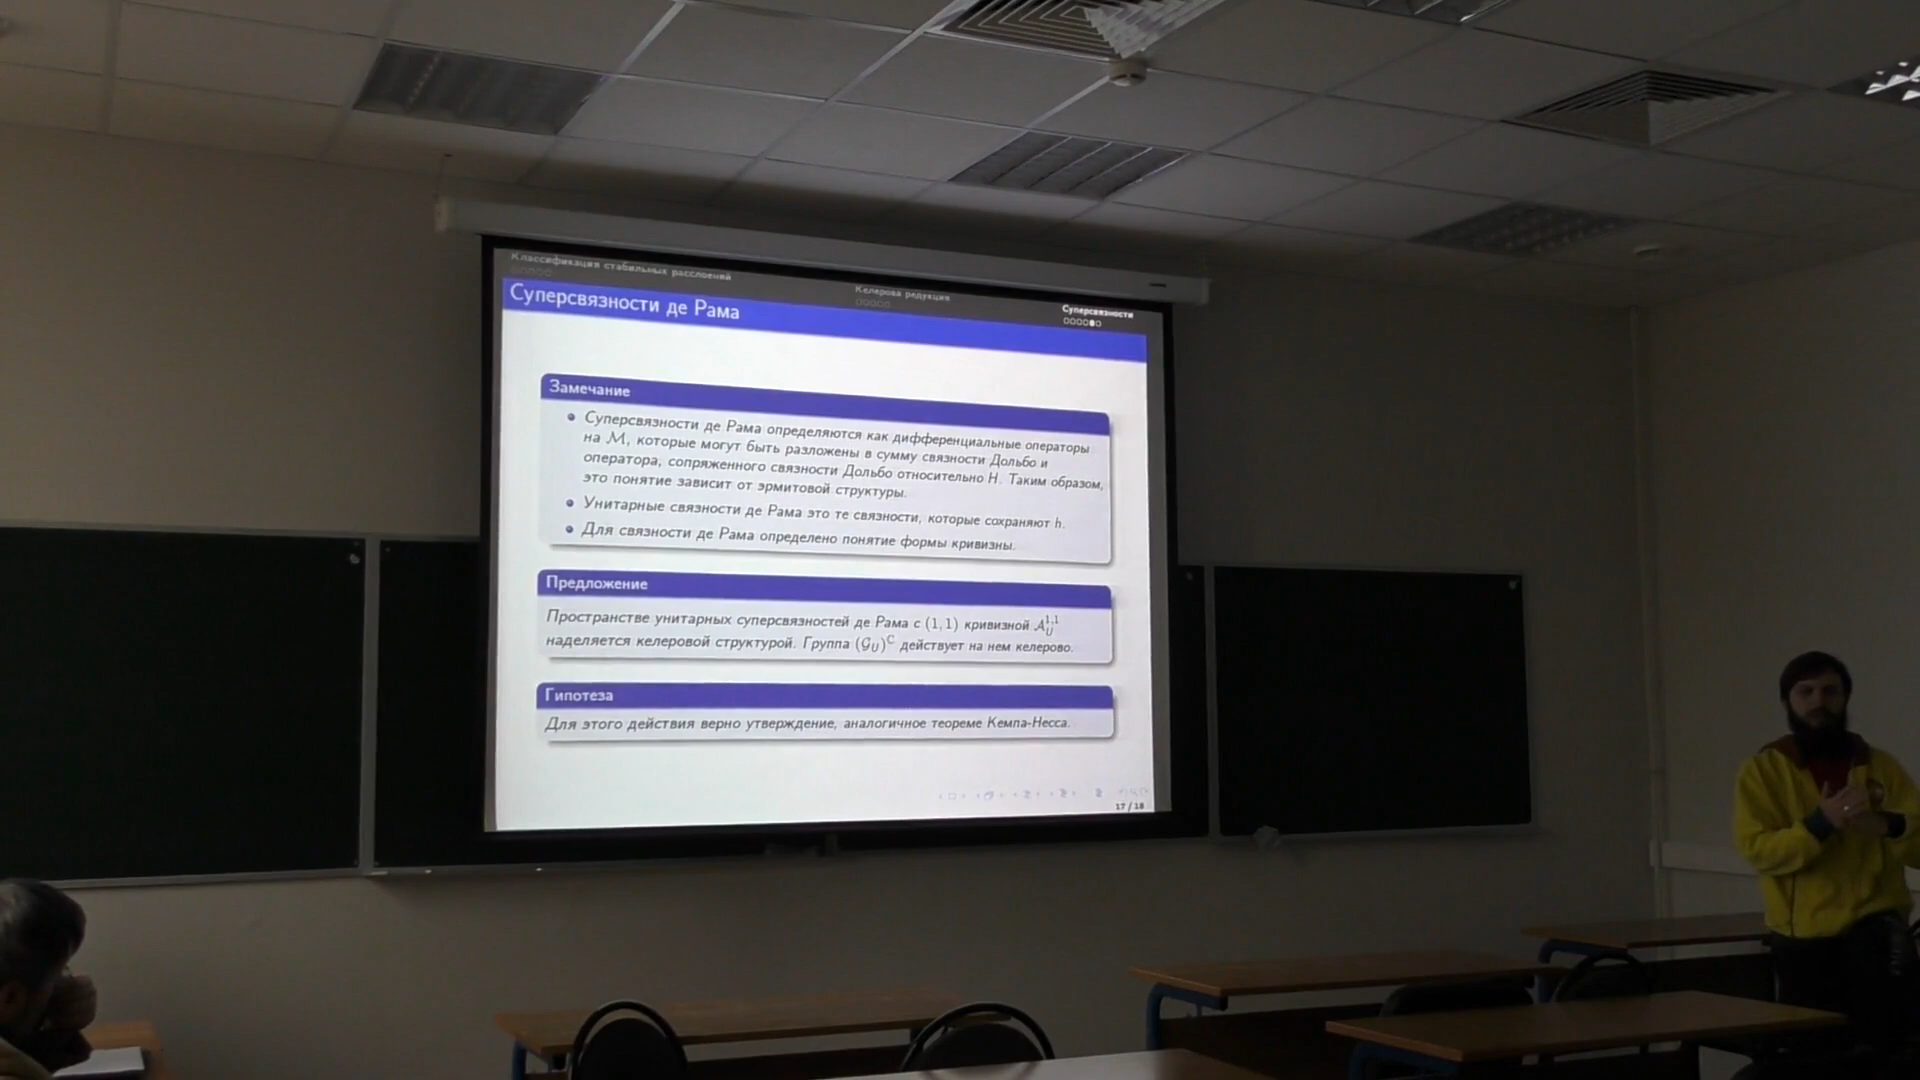 Классификация стабильных расслоений
Келерова редукция
Суперсвязности
Суперсвязности де Рама
Замечание
Суперсвязности де Рама определяются как дифференциальные операторы
на ℳ, которые могут быть разложены в сумму связности Дольбо и
оператора, сопряженного связности Дольбо относительно H. Таким образом,
это понятие зависит от эрмитовой структуры.
Унитарные связности де Рама это те связности, которые сохраняют h.
Для связности де Рама определено понятие формы кривизны.
Предложение
Пространстве унитарных суперсвязностей де Рама с (1,1) кривизной 𝒜_U^{1,1}
наделяется келеровой структурой. Группа (𝒢_U)^ℂ действует на нем келерово.
Гипотеза
Для этого действия верно утверждение, аналогичное теореме Кемпа-Несса.
17 / 18